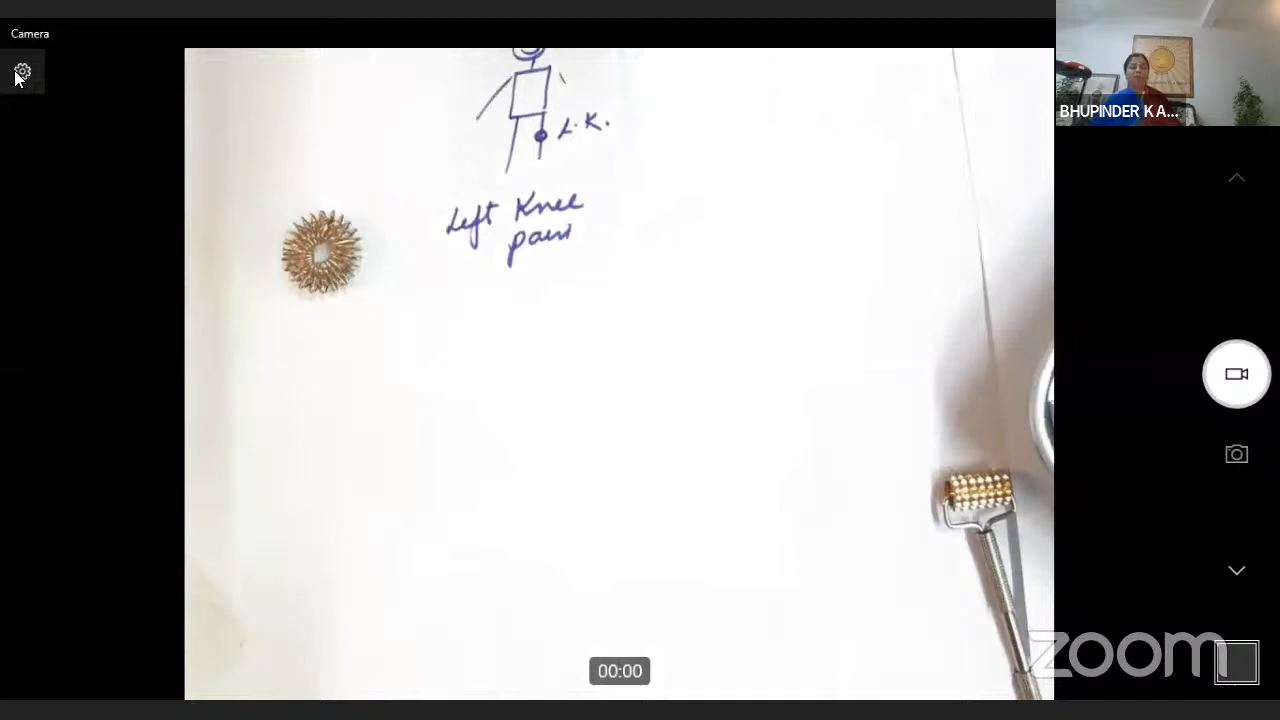 Camera
BHUPINDER K A...
L.K.
Left Knee
pain
00:00
zoom